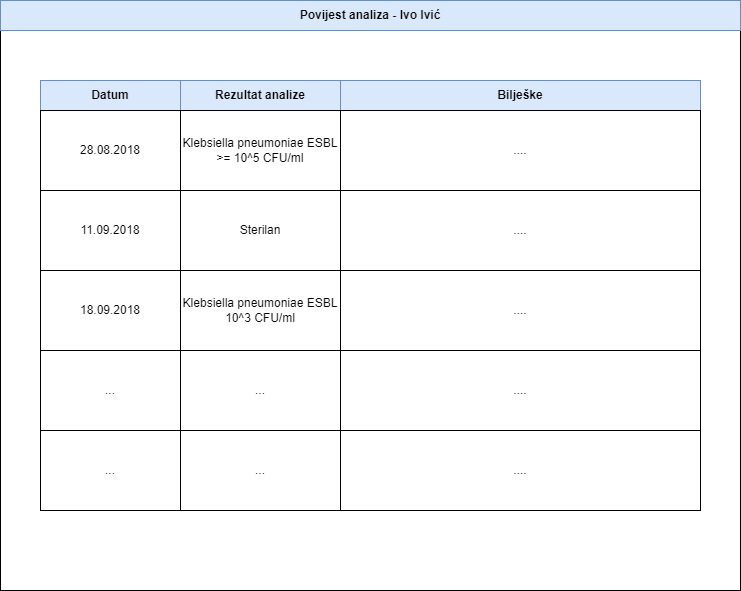 Povijest analiza - Ivo Ivić
Datum Rezultat analize Bilješke
28.08.2018 Klebsiella pneumoniae ESBL
>= 10^5 CFU/ml ....
11.09.2018 Sterilan ....
18.09.2018 Klebsiella pneumoniae ESBL
10^3 CFU/ml ....
... ... ....
... ... ....